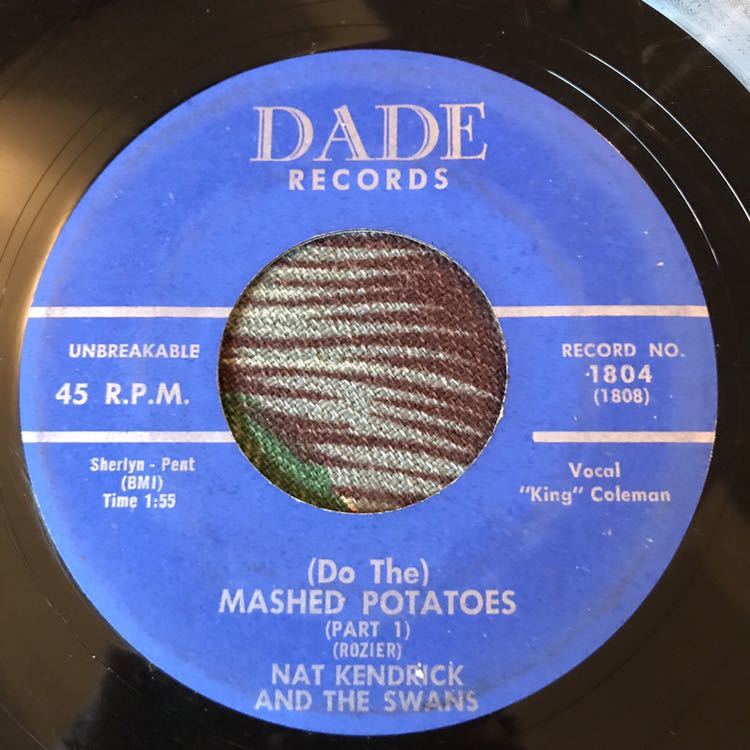 DADE
RECORDS
UNBREAKABLE
45 R.P.M.
RECORD NO.
1804
(1808)
Sherlyn - Pent
(BMI)
Time 1:55
Vocal
"King" Coleman
(Do The)
MASHED POTATOES
(PART 1)
(ROZIER)
NAT KENDRICK
AND THE SWANS